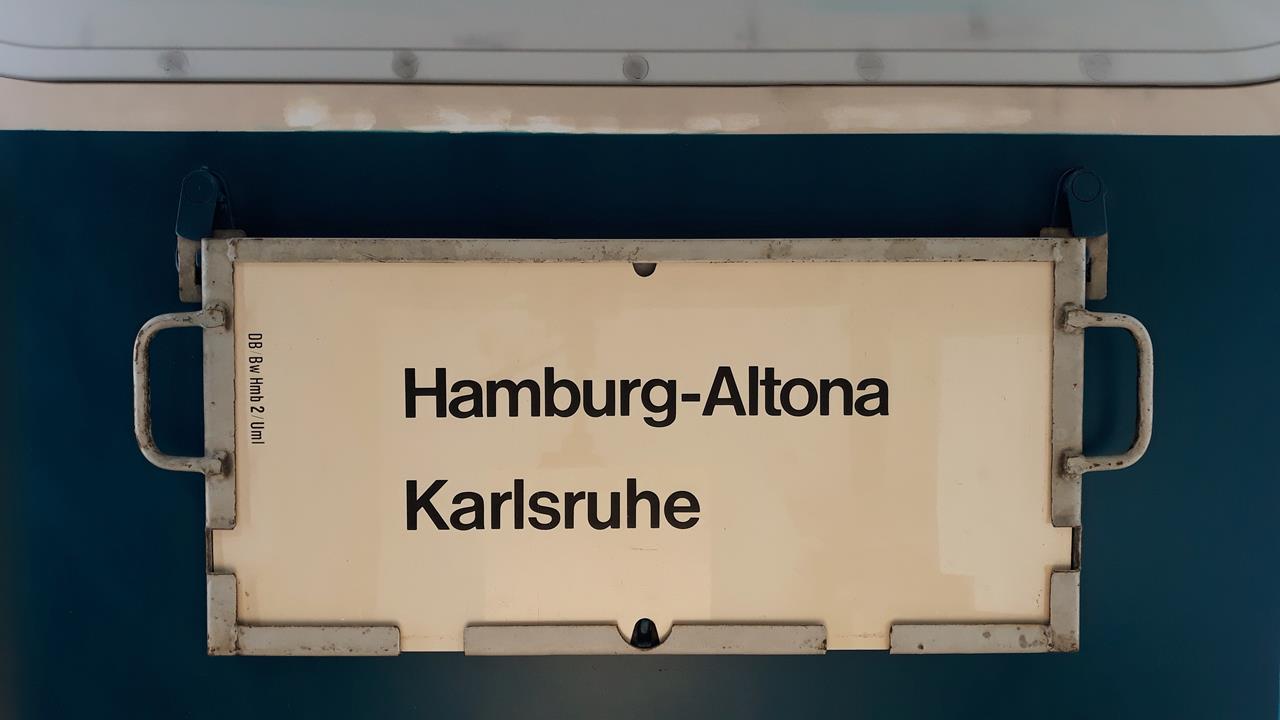 Hamburg-Altona
Karlsruhe
DB/Bw Hmb 2/Uml